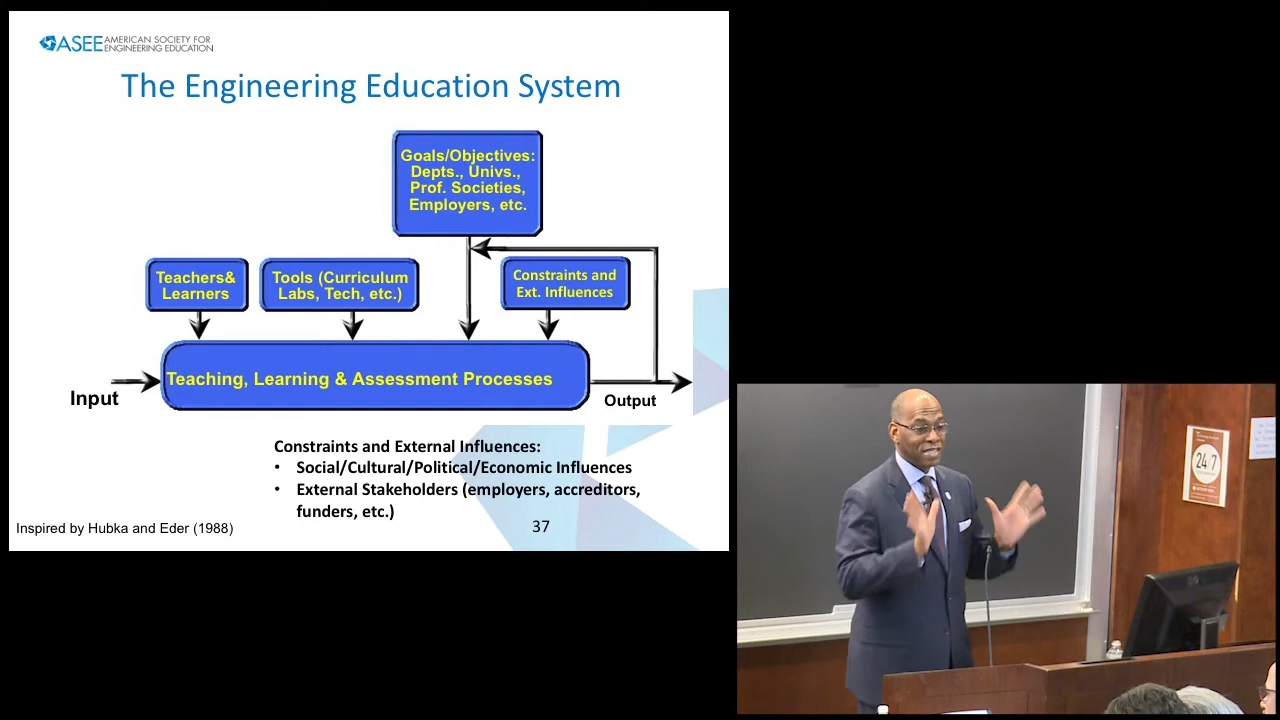 ASEE AMERICAN SOCIETY FOR
ENGINEERING EDUCATION
The Engineering Education System
Goals/Objectives:
Depts., Univs.,
Prof. Societies,
Employers, etc.
Teachers&
Learners
Tools (Curriculum
Labs, Tech, etc.)
Constraints and
Ext. Influences
Input
Teaching, Learning & Assessment Processes
Output
Constraints and External Influences:
• Social/Cultural/Political/Economic Influences
• External Stakeholders (employers, accreditors,
funders, etc.)
Inspired by Hubka and Eder (1988)
37
24/7